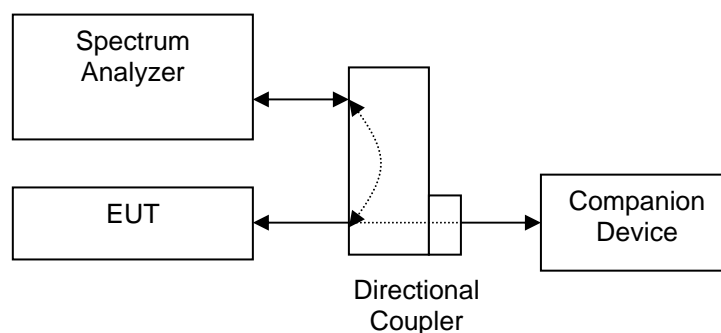 Spectrum
Analyzer
EUT
Companion
Device
Directional
Coupler